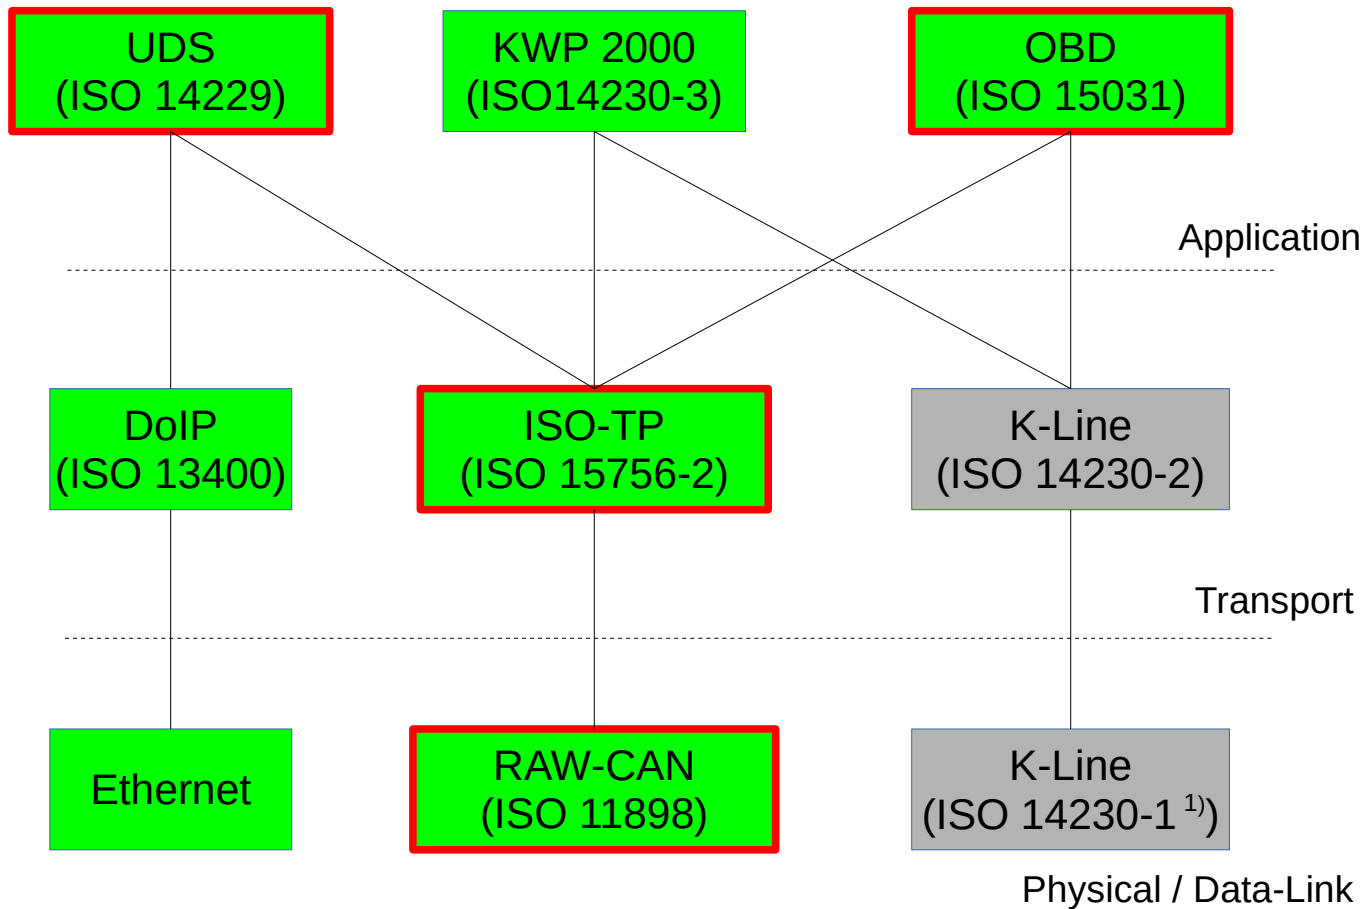 UDS
(ISO 14229)
KWP 2000
(ISO14230-3)
OBD
(ISO 15031)
Application
DoIP
(ISO 13400)
ISO-TP
(ISO 15756-2)
K-Line
(ISO 14230-2)
Transport
Ethernet
RAW-CAN
(ISO 11898)
K-Line
(ISO 14230-1 1))
Physical / Data-Link